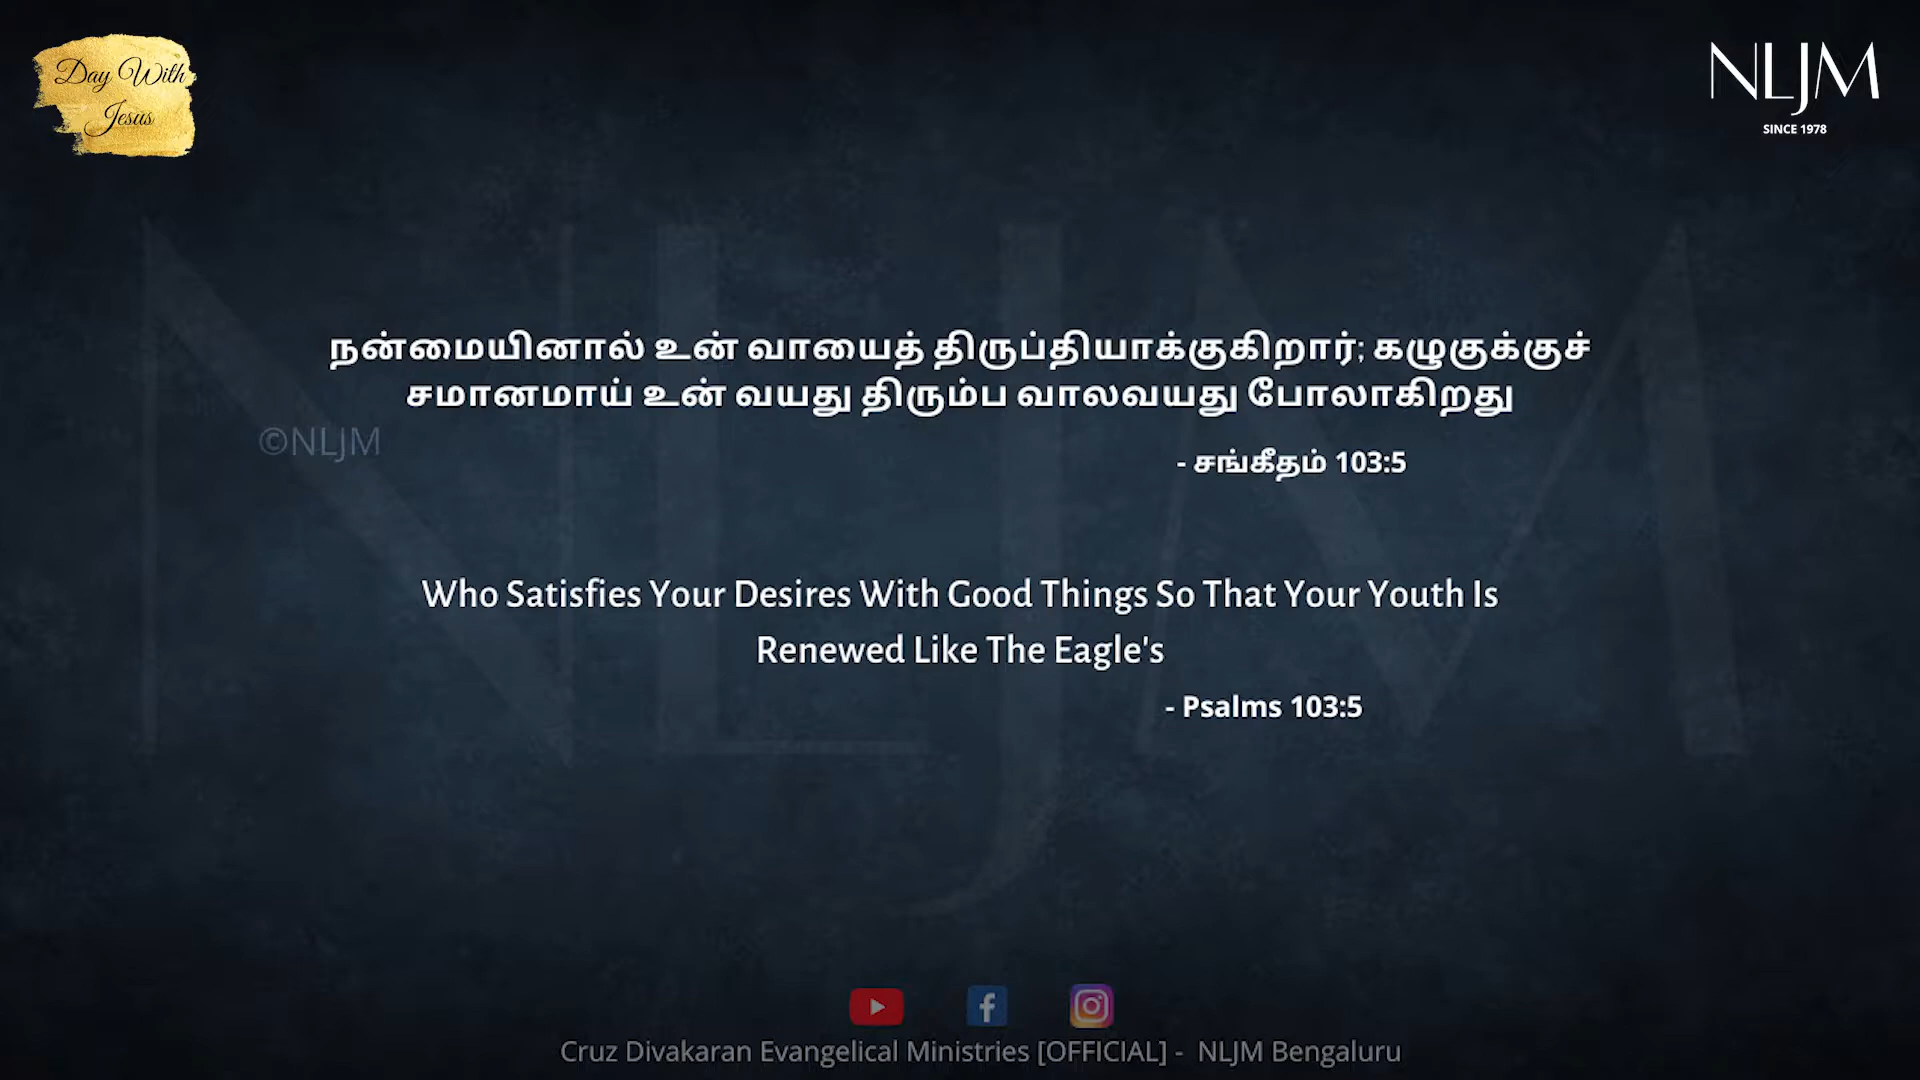 Day With
Jesus
NLJM
SINCE 1978
நன்மையினால் உன் வாயைத் திருப்தியாக்குகிறார்; கழுகுக்குச்
சமானமாய் உன் வயது திரும்ப வாலவயது போலாகிறது
©NLJM
- சங்கீதம் 103:5
Who Satisfies Your Desires With Good Things So That Your Youth Is
Renewed Like The Eagle's
- Psalms 103:5
Cruz Divakaran Evangelical Ministries [OFFICIAL] - NLJM Bengaluru